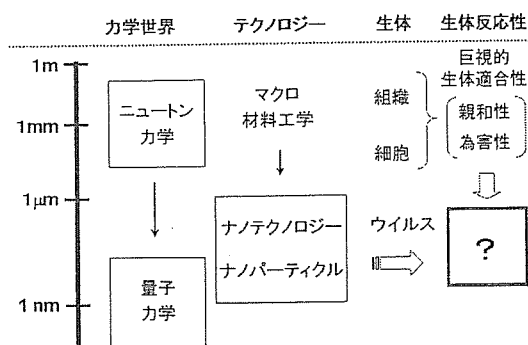 力学世界
テクノロジー
生体
生体反応性
1m
1mm
1μm
1 nm
ニュートン
力学
量子
力学
マクロ
材料工学
ナノテクノロジー
ナノパーティクル
組織
細胞
ウイルス
巨視的
生体適合性
親和性
為害性
?